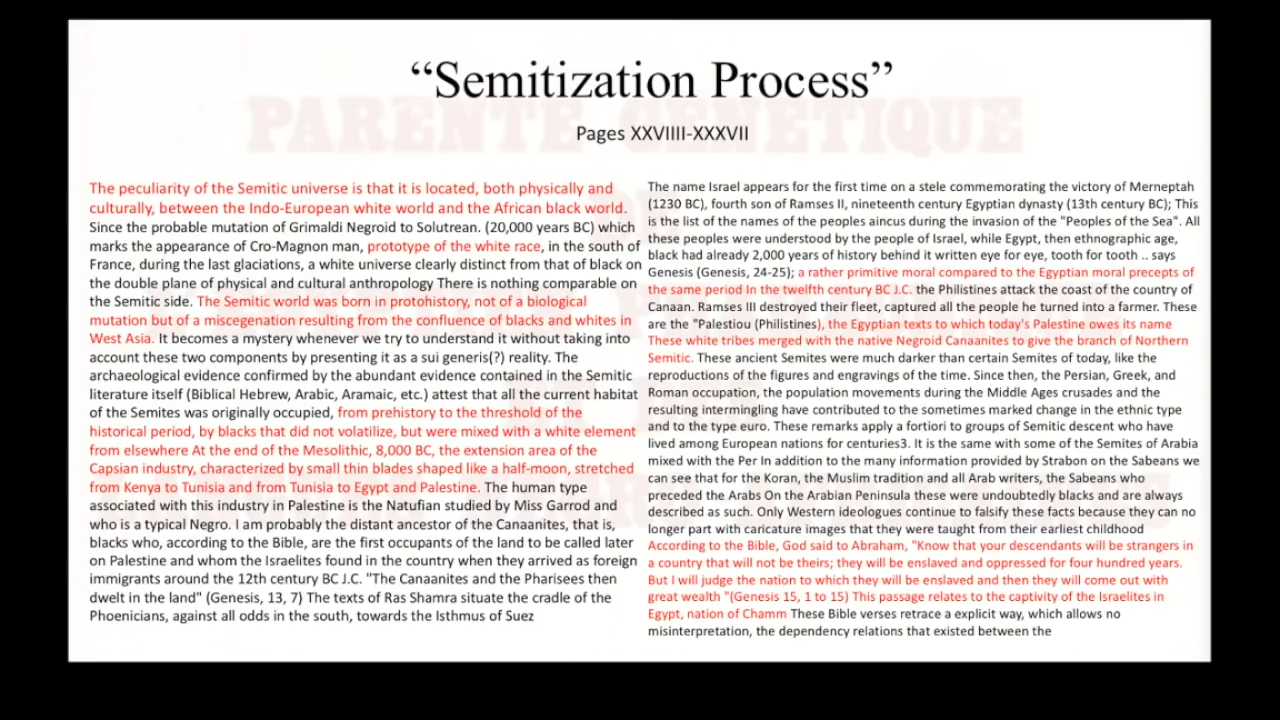 “Semitization Process”
Pages XXVIIII-XXXVII
PARENTÉ GÉNÉTIQUE
The peculiarity of the Semitic universe is that it is located, both physically and
culturally, between the Indo-European white world and the African black world.
Since the probable mutation of Grimaldi Negroid to Solutrean. (20,000 years BC) which
marks the appearance of Cro-Magnon man, prototype of the white race, in the south of
France, during the last glaciations, a white universe clearly distinct from that of black on
the double plane of physical and cultural anthropology There is nothing comparable on
the Semitic side. The Semitic world was born in protohistory, not of a biological
mutation but of a miscegenation resulting from the confluence of blacks and whites in
West Asia. It becomes a mystery whenever we try to understand it without taking into
account these two components by presenting it as a sui generis(?) reality. The
archaeological evidence confirmed by the abundant evidence contained in the Semitic
literature itself (Biblical Hebrew, Arabic, Aramaic, etc.) attest that all the current habitat
of the Semites was originally occupied, from prehistory to the threshold of the
historical period, by blacks that did not volatilize, but were mixed with a white element
from elsewhere At the end of the Mesolithic, 8,000 BC, the extension area of the
Capsian industry, characterized by small thin blades shaped like a half-moon, stretched
from Kenya to Tunisia and from Tunisia to Egypt and Palestine. The human type
associated with this industry in Palestine is the Natufian studied by Miss Garrod and
who is a typical Negro. I am probably the distant ancestor of the Canaanites, that is,
blacks who, according to the Bible, are the first occupants of the land to be called later
on Palestine and whom the Israelites found in the country when they arrived as foreign
immigrants around the 12th century BC J.C. "The Canaanites and the Pharisees then
dwelt in the land" (Genesis, 13, 7) The texts of Ras Shamra situate the cradle of the
Phoenicians, against all odds in the south, towards the Isthmus of Suez
The name Israel appears for the first time on a stele commemorating the victory of Merneptah
(1230 BC), fourth son of Ramses II, nineteenth century Egyptian dynasty (13th century BC); This
is the list of the names of the peoples aincus during the invasion of the "Peoples of the Sea". All
these peoples were understood by the people of Israel, while Egypt, then ethnographic age,
black had already 2,000 years of history behind it written eye for eye, tooth for tooth .. says
Genesis (Genesis, 24-25); a rather primitive moral compared to the Egyptian moral precepts of
the same period In the twelfth century BC J.C. the Philistines attack the coast of the country of
Canaan. Ramses III destroyed their fleet, captured all the people he turned into a farmer. These
are the "Palestiou (Philistines), the Egyptian texts to which today's Palestine owes its name
These white tribes merged with the native Negroid Canaanites to give the branch of Northern
Semitic. These ancient Semites were much darker than certain Semites of today, like the
reproductions of the figures and engravings of the time. Since then, the Persian, Greek, and
Roman occupation, the population movements during the Middle Ages crusades and the
resulting intermingling have contributed to the sometimes marked change in the ethnic type
and to the type euro. These remarks apply a fortiori to groups of Semitic descent who have
lived among European nations for centuries3. It is the same with some of the Semites of Arabia
mixed with the Per In addition to the many information provided by Strabon on the Sabeans we
can see that for the Koran, the Muslim tradition and all Arab writers, the Sabeans who
preceded the Arabs On the Arabian Peninsula these were undoubtedly blacks and are always
described as such. Only Western ideologues continue to falsify these facts because they can no
longer part with caricature images that they were taught from their earliest childhood
According to the Bible, God said to Abraham, "Know that your descendants will be strangers in
a country that will not be theirs; they will be enslaved and oppressed for four hundred years.
But I will judge the nation to which they will be enslaved and then they will come out with
great wealth "(Genesis 15, 1 to 15) This passage relates to the captivity of the Israelites in
Egypt, nation of Chamm These Bible verses retrace a explicit way, which allows no
misinterpretation, the dependency relations that existed between the